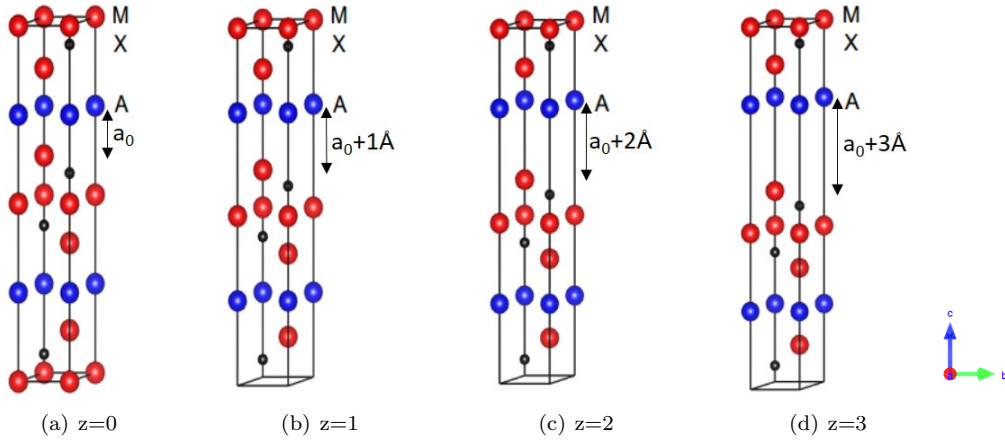 M
X
A
a₀
M
X
A
a₀+1Å
M
X
A
a₀+2Å
M
X
A
a₀+3Å
c
a
b
(a) z=0
(b) z=1
(c) z=2
(d) z=3